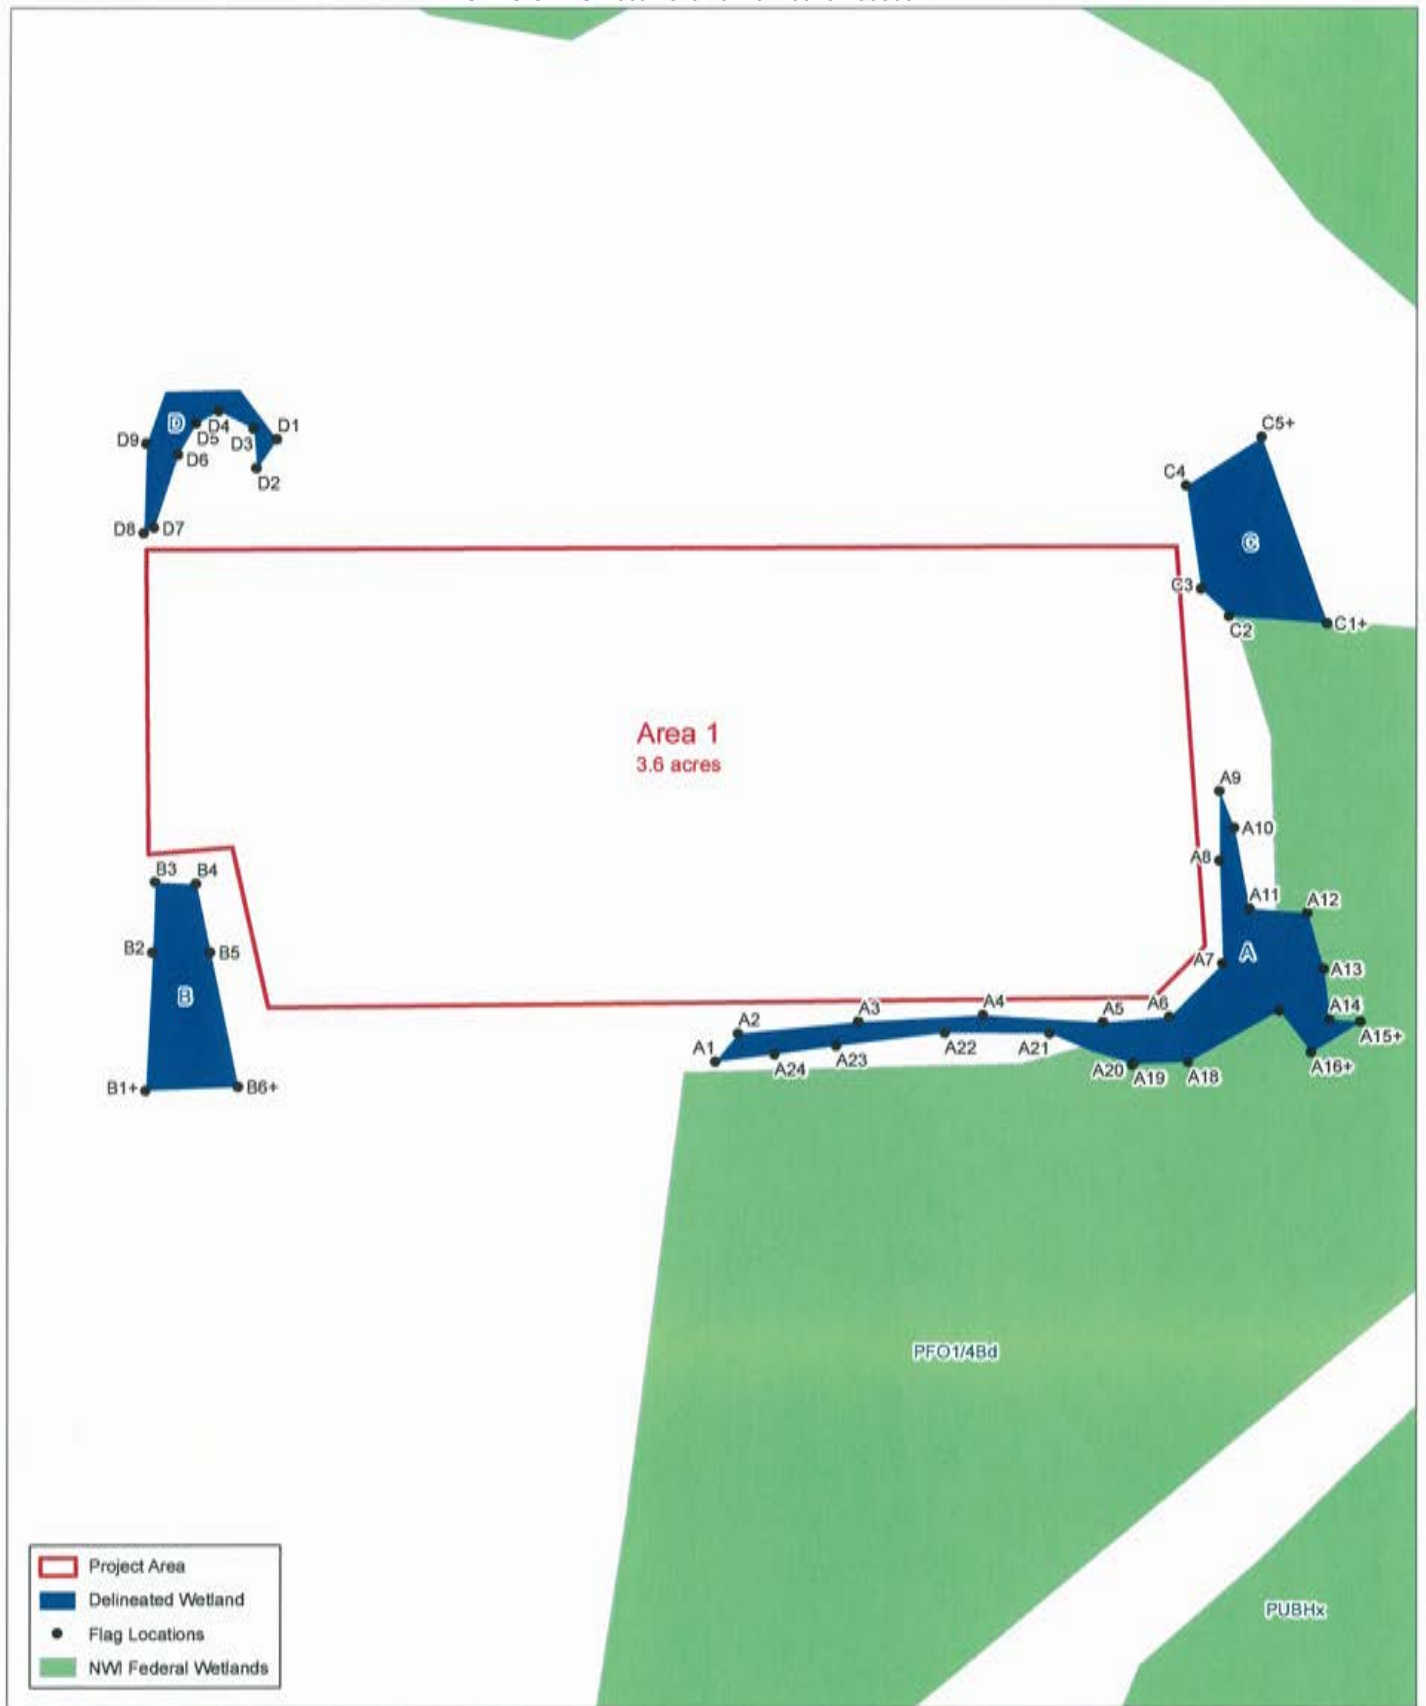 D1
D9
D
D4
D5
D3
D6
D2
D8
D7
C5+
C4
C
C3
C2
C1+
Area 1
3.6 acres
A9
A10
A8
B3
B4
A11
A12
B2
B5
A7
A
A13
B
A6
A4
A3
A5
A2
A14
A15+
A1
A24
A23
A22
A21
A20
A19
A18
A16+
B1+
B6+
PFO1/4Bd
PUBHx
Project Area
Delineated Wetland
Flag Locations
NWI Federal Wetlands